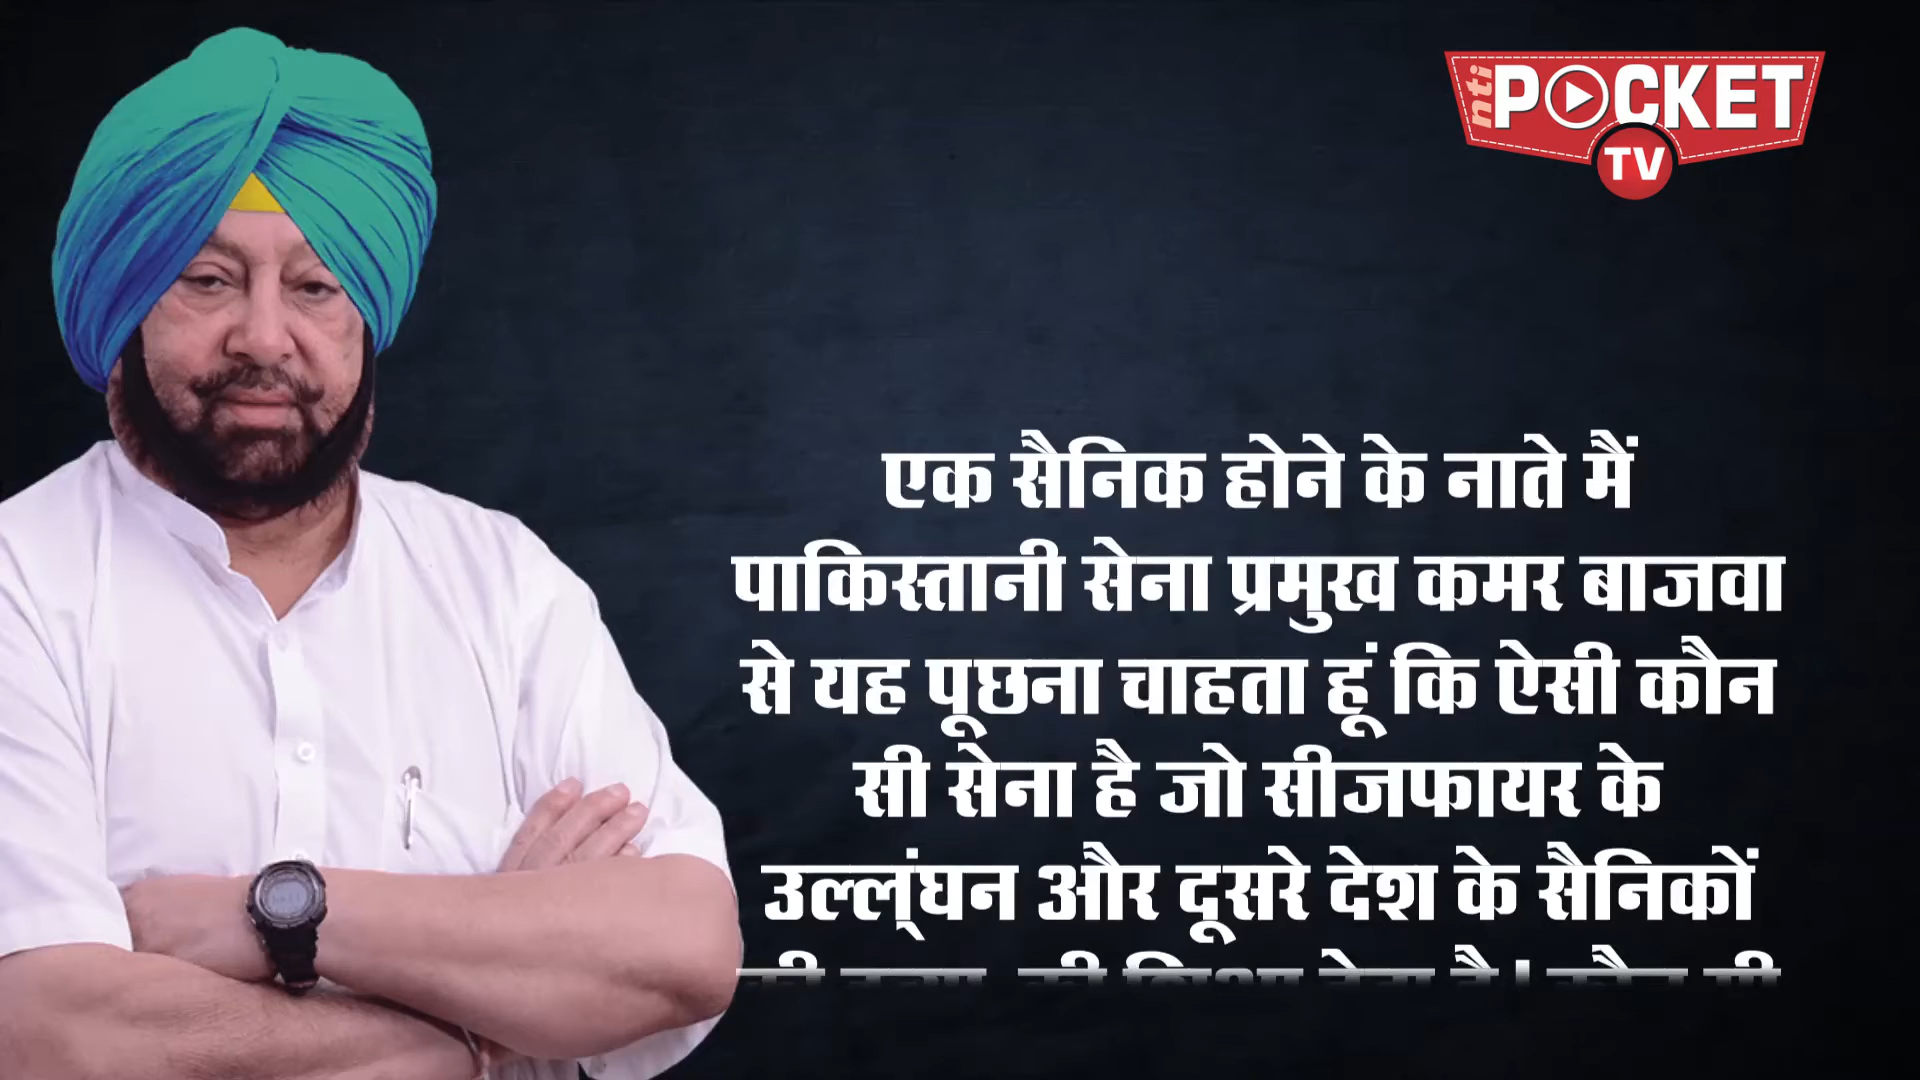 nti POCKET
TV
एक सैनिक होने के नाते मैं
पाकिस्तानी सेना प्रमुख कमर बाजवा
से यह पूछना चाहता हूं कि ऐसी कौन
सी सेना है जो सीजफायर के
उल्ल्ंघन और दूसरे देश के सैनिकों